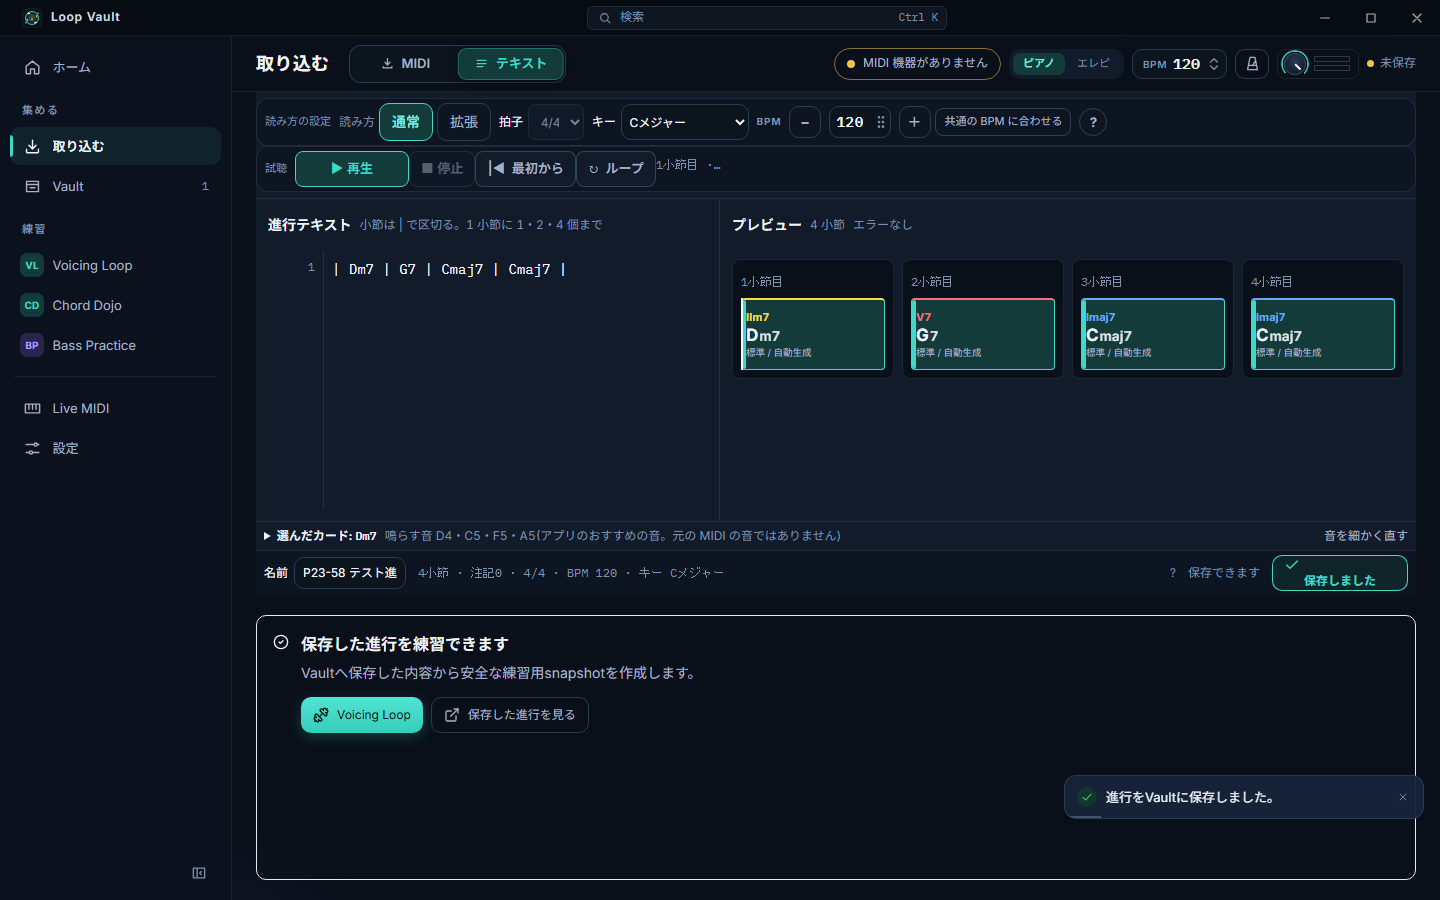 Loop Vault
検索 Ctrl K
ホーム
集める
取り込む
Vault 1
練習
VL Voicing Loop
CD Chord Dojo
BP Bass Practice
Live MIDI
設定
取り込む MIDI テキスト MIDI 機器がありません ピアノ エレピ BPM 120 未保存
読み方の設定 読み方 通常 拡張 拍子 4/4 キー Cメジャー BPM − 120 + 共通の BPM に合わせる ?
試聴 ▶ 再生 ■ 停止 |◀ 最初から ↻ ループ 1小節目 ·…
進行テキスト 小節は | で区切る。1 小節に 1・2・4 個まで
1 | Dm7 | G7 | Cmaj7 | Cmaj7 |
プレビュー 4 小節 エラーなし
1小節目
IIm7
Dm7
標準 / 自動生成
2小節目
V7
G7
標準 / 自動生成
3小節目
Imaj7
Cmaj7
標準 / 自動生成
4小節目
Imaj7
Cmaj7
標準 / 自動生成
▶ 選んだカード: Dm7 鳴らす音 D4・C5・F5・A5(アプリのおすすめの音。元の MIDI の音ではありません) 音を細かく直す
名前 P23-58 テスト進 4小節 · 注記0 · 4/4 · BPM 120 · キー Cメジャー ? 保存できます 保存しました
保存した進行を練習できます
Vaultへ保存した内容から安全な練習用snapshotを作成します。
Voicing Loop 保存した進行を見る
進行をVaultに保存しました。